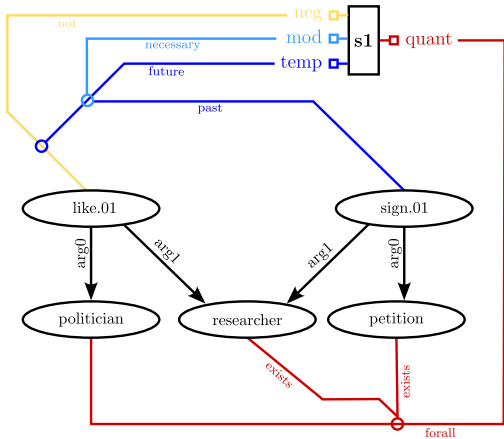 neg
not
mod
necessary
s1
quant
temp
future
past
like.01
sign.01
arg0
arg1
arg1
arg0
politician
researcher
petition
exists
exists
forall